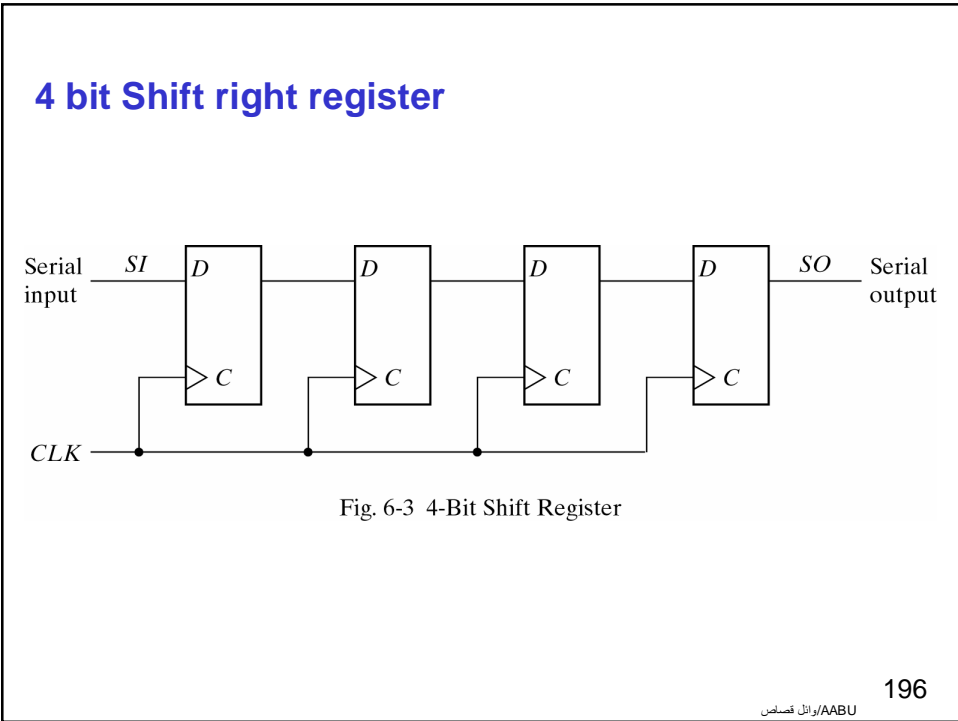 4 bit Shift right register
Serial input SI D D D D SO Serial output
C C C C
CLK
Fig. 6-3 4-Bit Shift Register
196
وائل قصاص/AABU